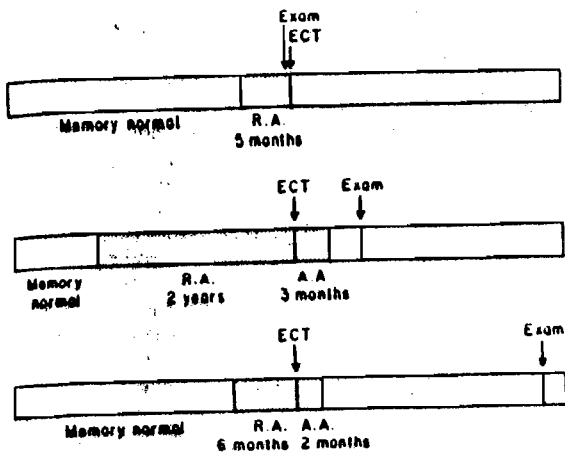 Exam
ECT
Memory normal
R.A.
5 months
ECT Exam
Memory
normal
R.A.
2 years
A.A
3 months
ECT
Exam
Memory normal
R.A. A.A.
6 months 2 months